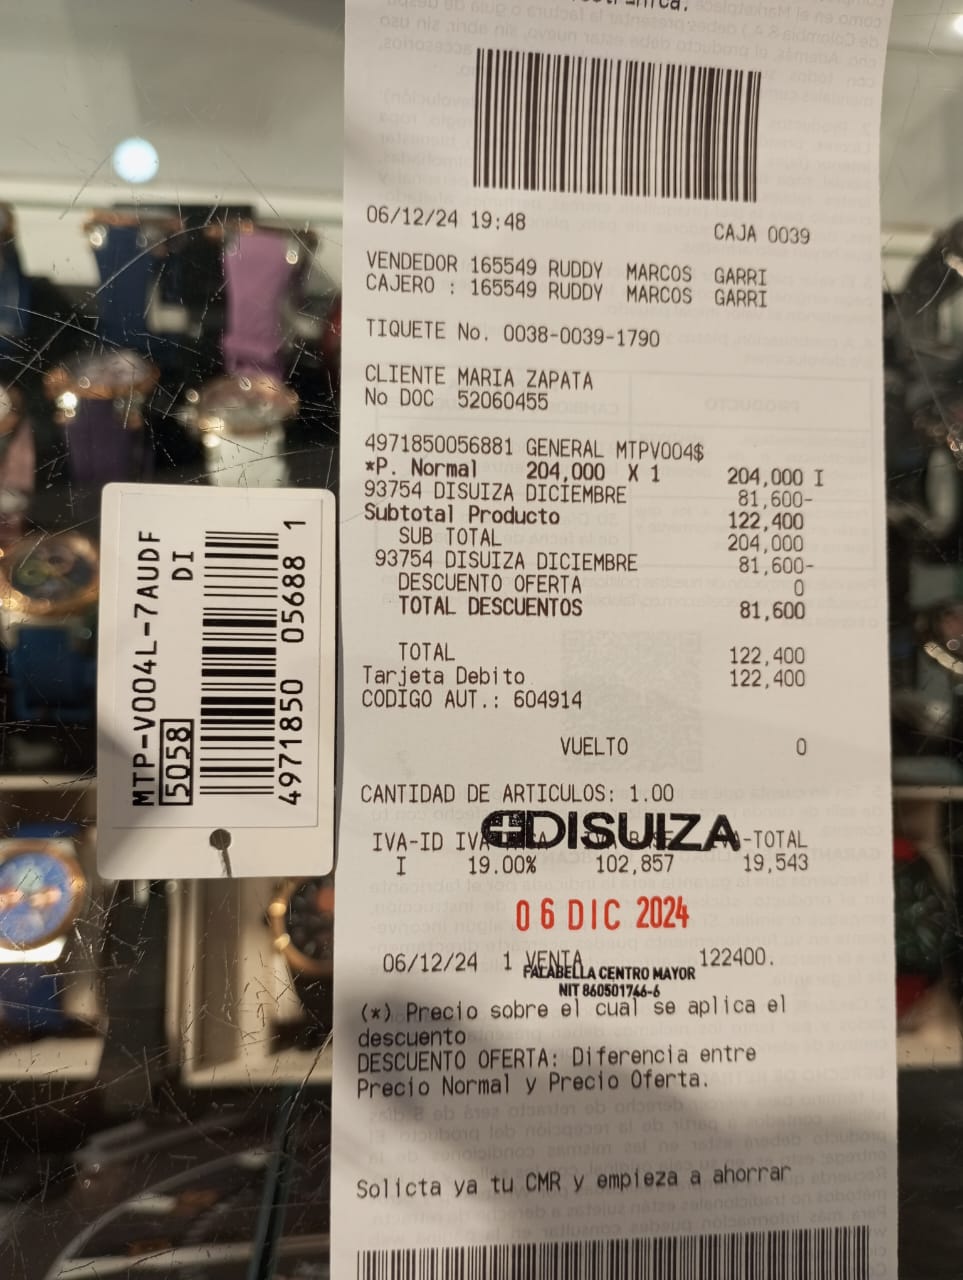 06/12/24 19:48 CAJA 0039
VENDEDOR 165549 RUDDY MARCOS GARRI
CAJERO : 165549 RUDDY MARCOS GARRI
TIQUETE No. 0038-0039-1790
CLIENTE MARIA ZAPATA
No DOC 52060455
4971850056881 GENERAL MTPV004$
*P. Normal 204,000 X 1 204,000 I
93754 DISUIZA DICIEMBRE 81,600-
Subtotal Producto 122,400
SUB TOTAL 204,000
93754 DISUIZA DICIEMBRE 81,600-
DESCUENTO OFERTA 0
TOTAL DESCUENTOS 81,600
TOTAL 122,400
Tarjeta Debito 122,400
CODIGO AUT.: 604914
VUELTO 0
CANTIDAD DE ARTICULOS: 1.00
DISUIZA
IVA-ID IVA -TOTAL
I 19.00% 102,857 19,543
06 DIC 2024
06/12/24 1 VENTA 122400.
FALABELLA CENTRO MAYOR
NIT 860501746-6
(*) Precio sobre el cual se aplica el
descuento
DESCUENTO OFERTA: Diferencia entre
Precio Normal y Precio Oferta.
Solicta ya tu CMR y empieza a ahorrar
MTP-V004L-7AUDF
DI
5058
4971850 05688 1